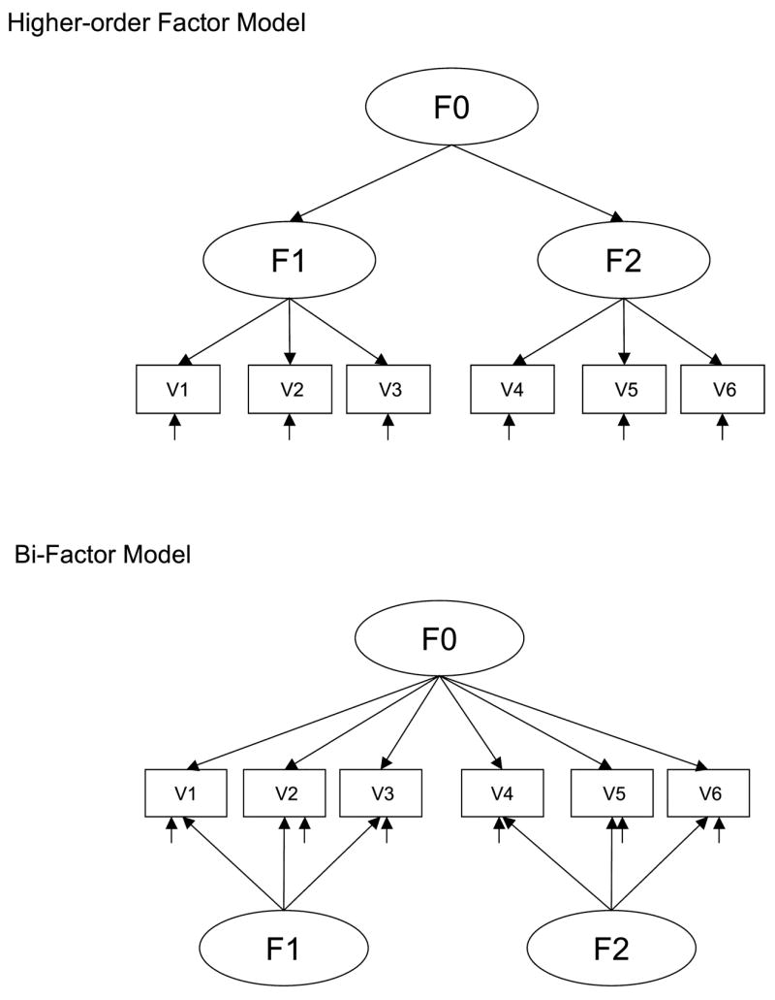 Higher-order Factor Model
F0
F1 F2
V1 V2 V3 V4 V5 V6
Bi-Factor Model
F0
V1 V2 V3 V4 V5 V6
F1 F2